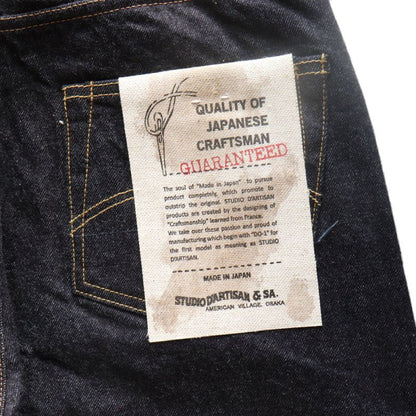 QUALITY OF
JAPANESE
CRAFTSMAN
GUARANTEED
The soul of "Made in Japan" to pursue
product completely, which promote to
outstrip the original. STUDIO D'ARTISAN
products are created by the designing of
"Craftsmanship" learned from France.
We take over these passion and proud of
manufacturing which begin with "DO-1" for
the first model as meaning as STUDIO
D'ARTISAN.
MADE IN JAPAN
STUDIO D'ARTISAN & SA.
AMERICAN VILLAGE, OSAKA